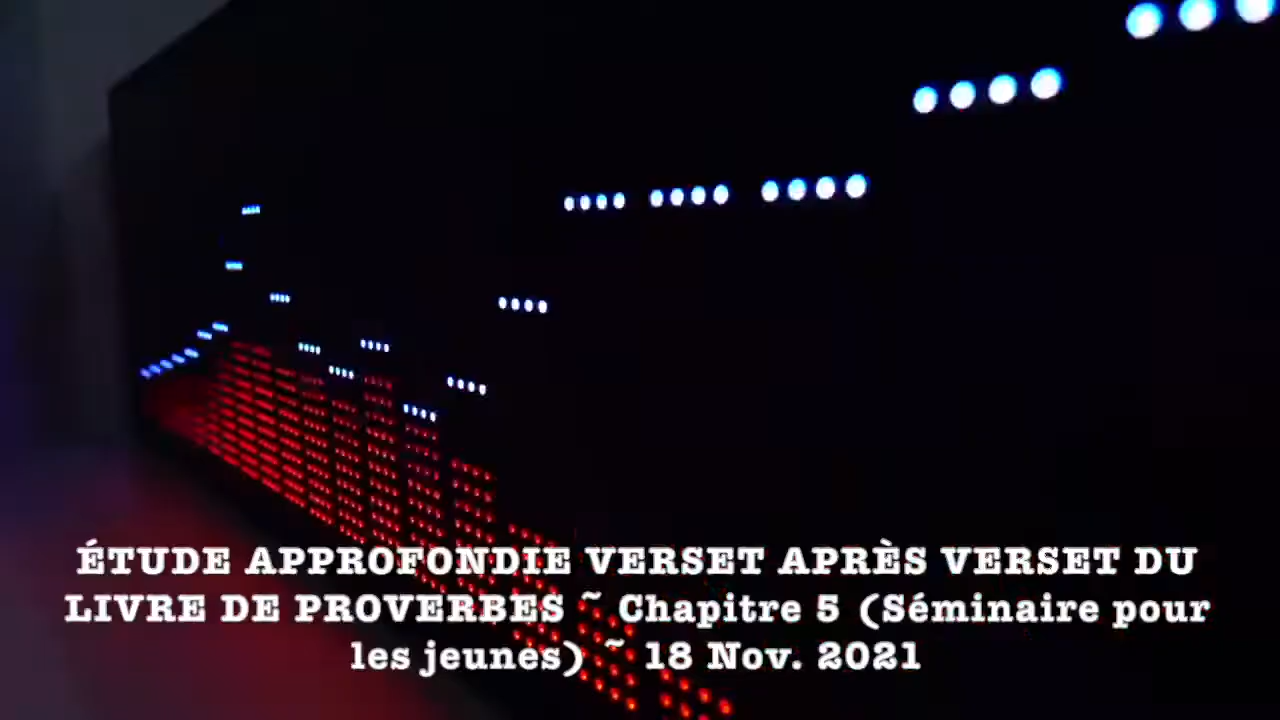 ÉTUDE APPROFONDIE VERSET APRÈS VERSET DU
LIVRE DE PROVERBES ~ Chapitre 5 (Séminaire pour
les jeunes) ~ 18 Nov. 2021